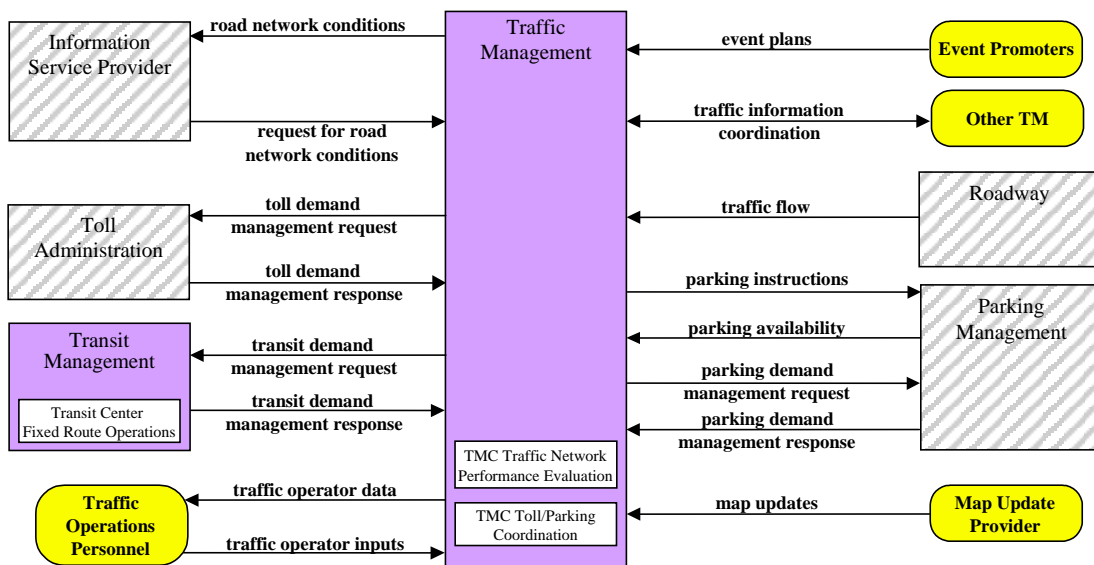 Information
Service Provider
road network conditions
request for road
network conditions
Toll
Administration
toll demand
management request
toll demand
management response
Transit
Management
Transit Center
Fixed Route Operations
transit demand
management request
transit demand
management response
Traffic
Operations
Personnel
traffic operator data
traffic operator inputs
Traffic
Management
TMC Traffic Network
Performance Evaluation
TMC Toll/Parking
Coordination
event plans
Event Promoters
traffic information
coordination
Other TM
traffic flow
Roadway
parking instructions
parking availability
parking demand
management request
parking demand
management response
Parking
Management
map updates
Map Update
Provider